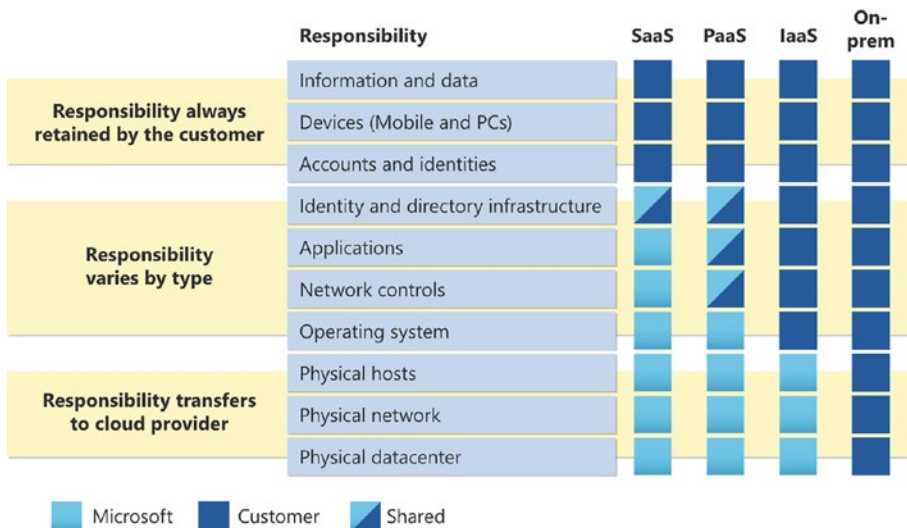 Responsibility SaaS PaaS IaaS On-
prem
Information and data
Responsibility always
retained by the customer
Devices (Mobile and PCs)
Accounts and identities
Identity and directory infrastructure
Responsibility
varies by type
Applications
Network controls
Operating system
Physical hosts
Responsibility transfers
to cloud provider
Physical network
Physical datacenter
Microsoft Customer Shared